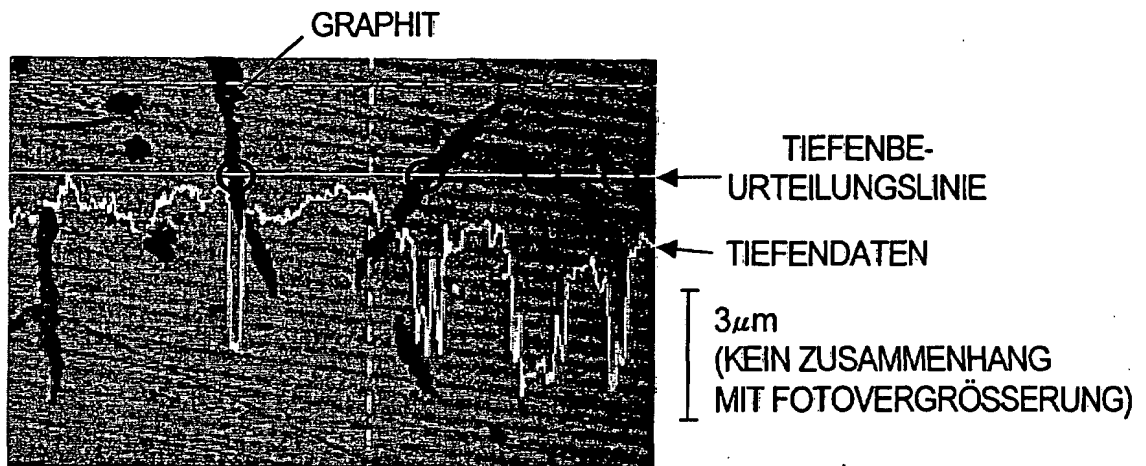 GRAPHIT
TIEFENBE-
URTEILUNGSLINIE
TIEFENDATEN
3μm
(KEIN ZUSAMMENHANG
MIT FOTOVERGRÖSSERUNG)